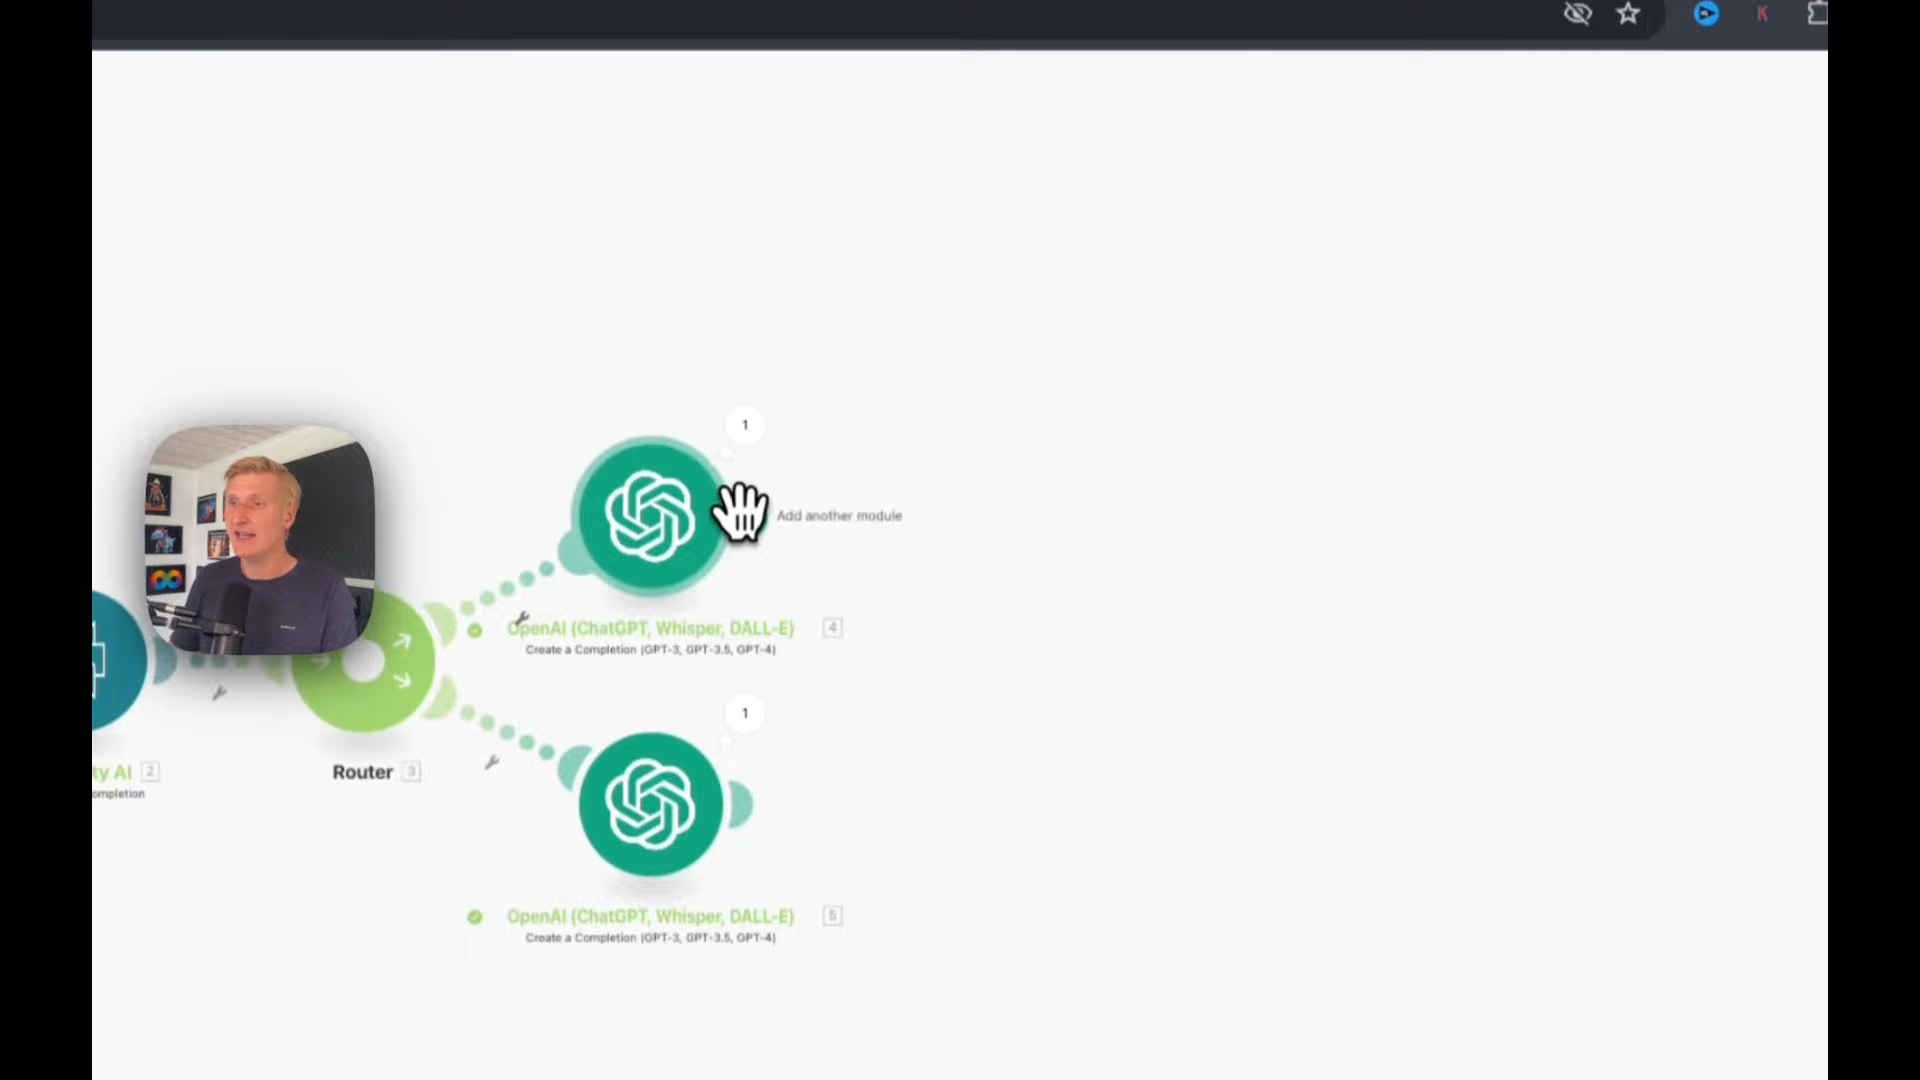 K
1
Add another module
OpenAI (ChatGPT, Whisper, DALL-E) 4
Create a Completion (GPT-3, GPT-3.5, GPT-4)
1
ty AI 2
ompletion
Router 3
OpenAI (ChatGPT, Whisper, DALL-E) 5
Create a Completion (GPT-3, GPT-3.5, GPT-4)